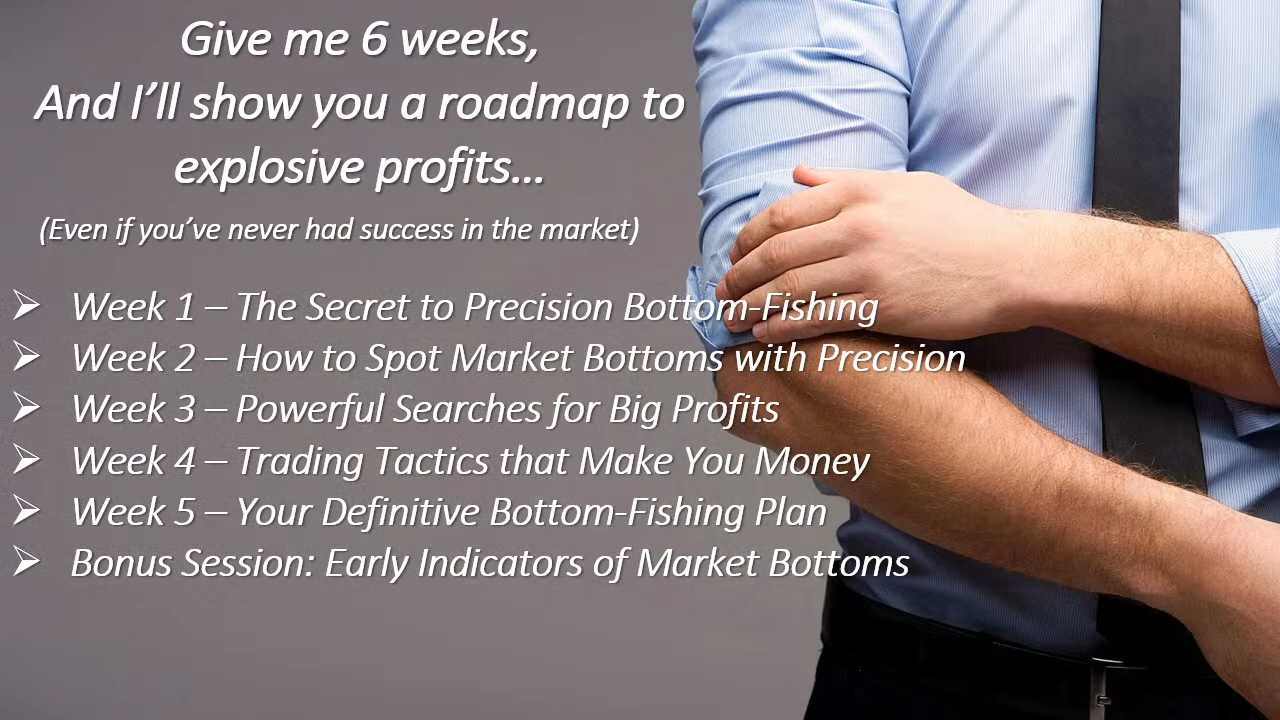 Give me 6 weeks,
And I’ll show you a roadmap to
explosive profits…
(Even if you’ve never had success in the market)
➢ Week 1 – The Secret to Precision Bottom-Fishing
➢ Week 2 – How to Spot Market Bottoms with Precision
➢ Week 3 – Powerful Searches for Big Profits
➢ Week 4 – Trading Tactics that Make You Money
➢ Week 5 – Your Definitive Bottom-Fishing Plan
➢ Bonus Session: Early Indicators of Market Bottoms